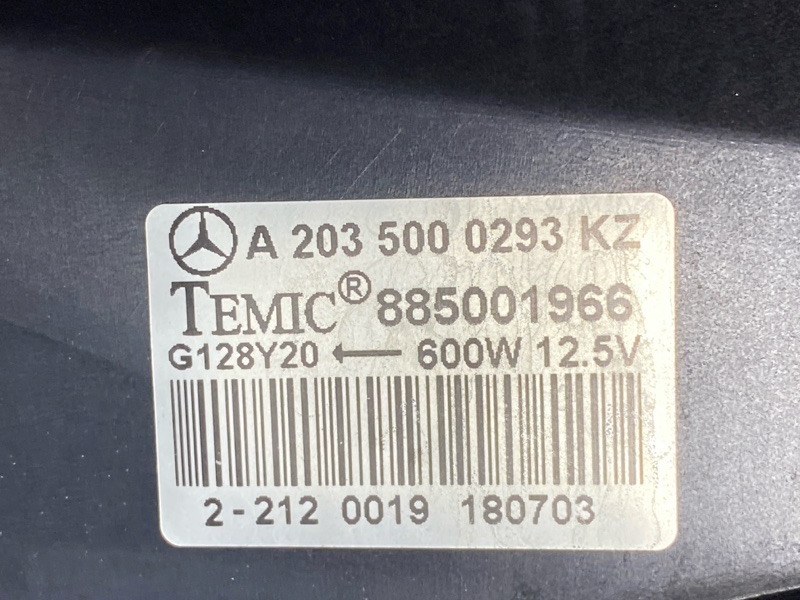 A 203 500 0293 KZ
TEMIC® 885001966
G128Y20 ← 600W 12.5V
2-212 0019 180703